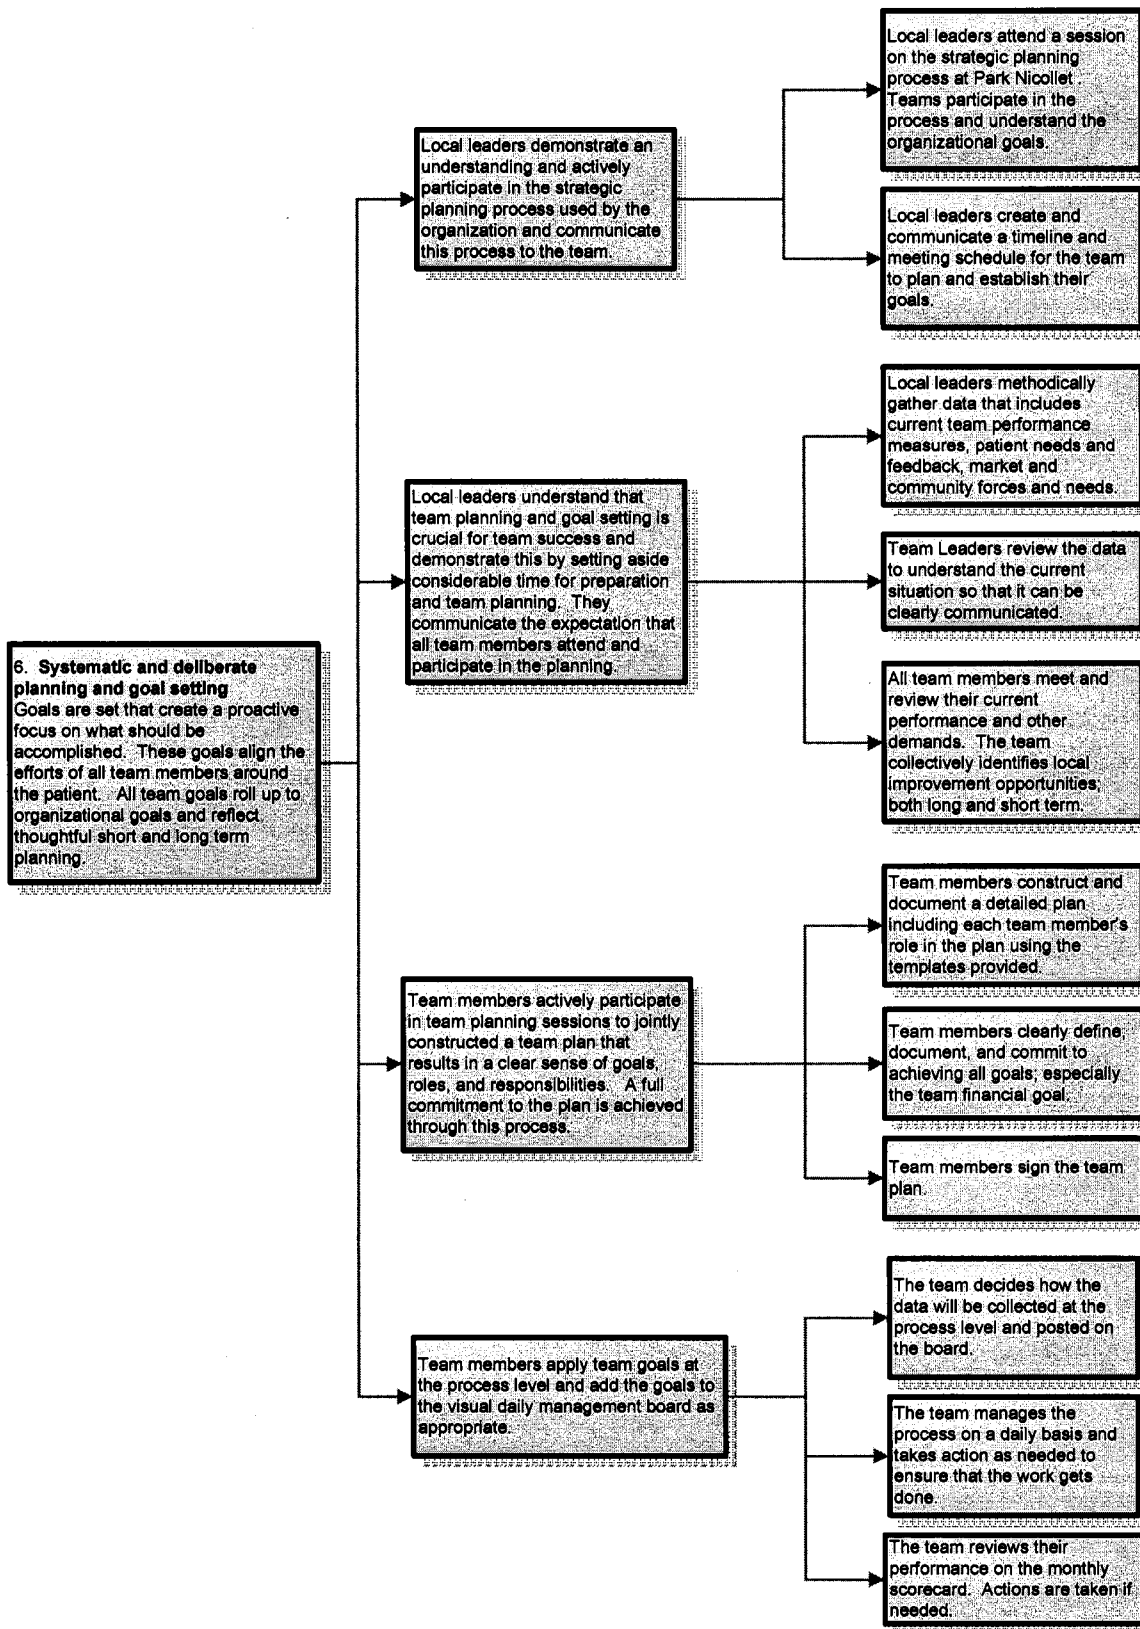 Local leaders attend a session
on the strategic planning
process at Park Nicollet .
Teams participate in the
process and understand the
organizational goals.
Local leaders demonstrate an
understanding and actively
participate in the strategic
planning process used by the
organization and communicate
this process to the team.
Local leaders create and
communicate a timeline and
meeting schedule for the team
to plan and establish their
goals.
Local leaders methodically
gather data that includes
current team performance
measures, patient needs and
feedback, market and
community forces and needs.
Local leaders understand that
team planning and goal setting is
crucial for team success and
demonstrate this by setting aside
considerable time for preparation
and team planning. They
communicate the expectation that
all team members attend and
participate in the planning.
Team Leaders review the data
to understand the current
situation so that it can be
clearly communicated.
All team members meet and
review their current
performance and other
demands. The team
collectively identifies local
improvement opportunities;
both long and short term.
6. Systematic and deliberate
planning and goal setting
Goals are set that create a proactive
focus on what should be
accomplished. These goals align the
efforts of all team members around
the patient. All team goals roll up to
organizational goals and reflect
thoughtful short and long term
planning.
Team members construct and
document a detailed plan
including each team member's
role in the plan using the
templates provided.
Team members actively participate
in team planning sessions to jointly
constructed a team plan that
results in a clear sense of goals,
roles, and responsibilities. A full
commitment to the plan is achieved
through this process.
Team members clearly define,
document, and commit to
achieving all goals; especially
the team financial goal.
Team members sign the team
plan.
The team decides how the
data will be collected at the
process level and posted on
the board.
Team members apply team goals at
the process level and add the goals to
the visual daily management board as
appropriate.
The team manages the
process on a daily basis and
takes action as needed to
ensure that the work gets
done.
The team reviews their
performance on the monthly
scorecard. Actions are taken if
needed.